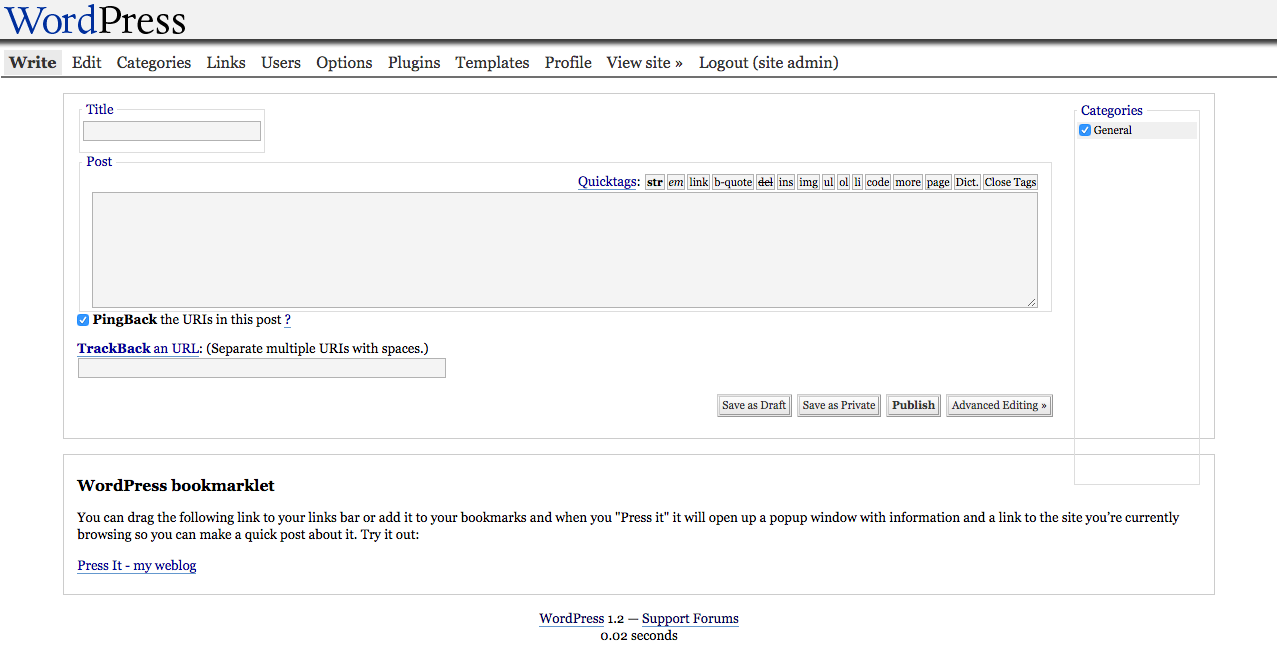 WordPress
Write Edit Categories Links Users Options Plugins Templates Profile View site » Logout (site admin)
Title
Categories
General
Post
Quicktags: str em link b-quote del ins img ul ol li code more page Dict. Close Tags
PingBack the URIs in this post ?
TrackBack an URL: (Separate multiple URIs with spaces.)
Save as Draft Save as Private Publish Advanced Editing »
WordPress bookmarklet
You can drag the following link to your links bar or add it to your bookmarks and when you "Press it" it will open up a popup window with information and a link to the site you’re currently
browsing so you can make a quick post about it. Try it out:
Press It - my weblog
WordPress 1.2 — Support Forums
0.02 seconds